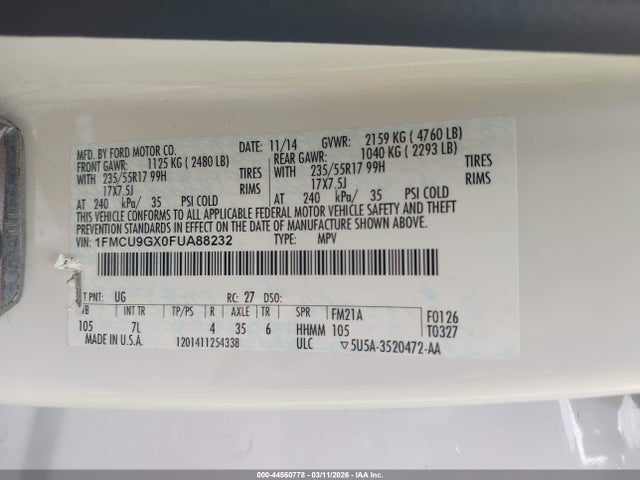 MFD. BY FORD MOTOR CO.
DATE: 11/14 GVWR: 2159 KG ( 4760 LB)
FRONT GAWR: 1125 KG ( 2480 LB) REAR GAWR: 1040 KG ( 2293 LB)
WITH 235/55R17 99H TIRES WITH 235/55R17 99H TIRES
17X7.5J RIMS 17X7.5J RIMS
AT 240 kPa/ 35 PSI COLD AT 240 kPa/ 35 PSI COLD
THIS VEHICLE CONFORMS TO ALL APPLICABLE FEDERAL MOTOR VEHICLE SAFETY AND THEFT
PREVENTION STANDARDS IN EFFECT ON THE DATE OF MANUFACTURE SHOWN ABOVE.
VIN: 1FMCU9GX0FUA88232 TYPE: MPV
T PNT: UG RC: 27 DSO:
INT TR TP/PS R AXLE TR SPR FM21A F0126
105 7L 4 35 6 HHMM 105 T0327
MADE IN U.S.A. 1201411254338 ULC 5U5A-3520472-AA
000-44560778 - 03/11/2026 - IAA Inc.